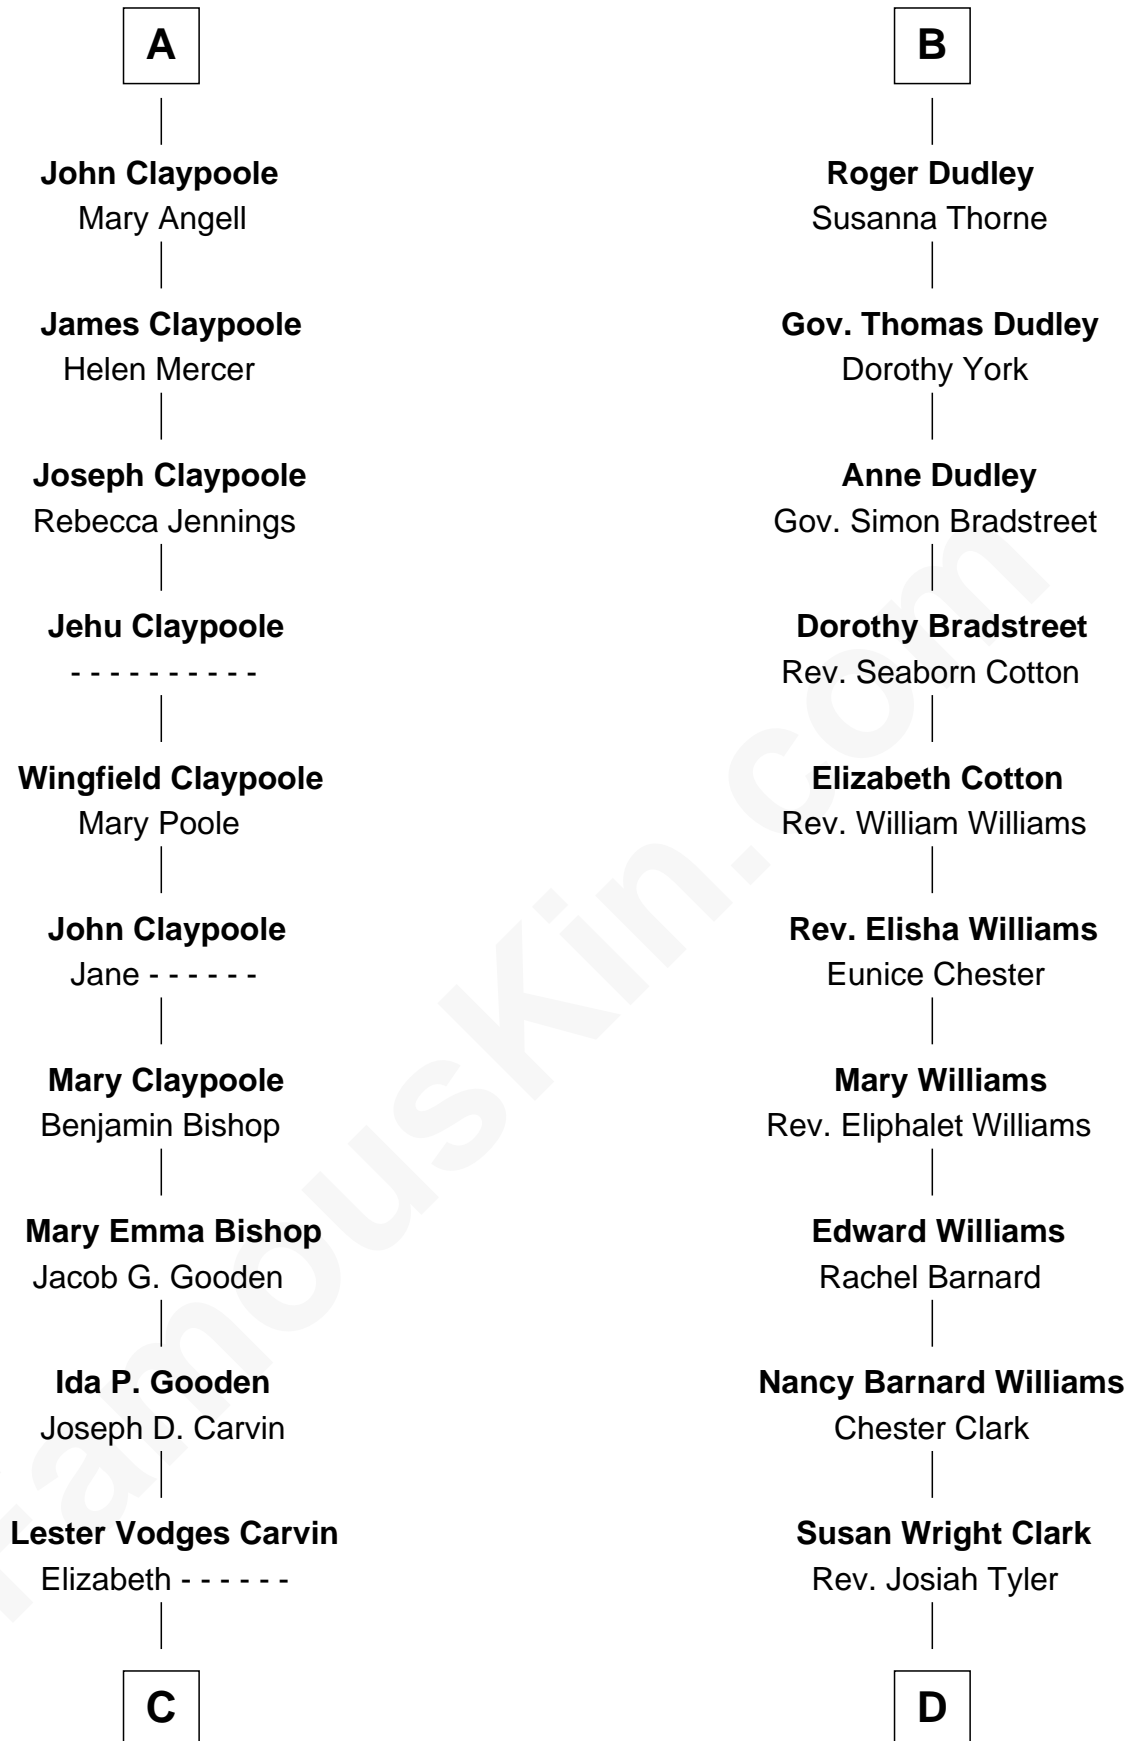 A
John Claypoole
Mary Angell
James Claypoole
Helen Mercer
Joseph Claypoole
Rebecca Jennings
Jehu Claypoole
- - - - - - - - - -
Wingfield Claypoole
Mary Poole
John Claypoole
Jane - - - - - -
Mary Claypoole
Benjamin Bishop
Mary Emma Bishop
Jacob G. Gooden
Ida P. Gooden
Joseph D. Carvin
Lester Vodges Carvin
Elizabeth - - - - - -
C
B
Roger Dudley
Susanna Thorne
Gov. Thomas Dudley
Dorothy York
Anne Dudley
Gov. Simon Bradstreet
Dorothy Bradstreet
Rev. Seaborn Cotton
Elizabeth Cotton
Rev. William Williams
Rev. Elisha Williams
Eunice Chester
Mary Williams
Rev. Eliphalet Williams
Edward Williams
Rachel Barnard
Nancy Barnard Williams
Chester Clark
Susan Wright Clark
Rev. Josiah Tyler
D
FamousKin.com